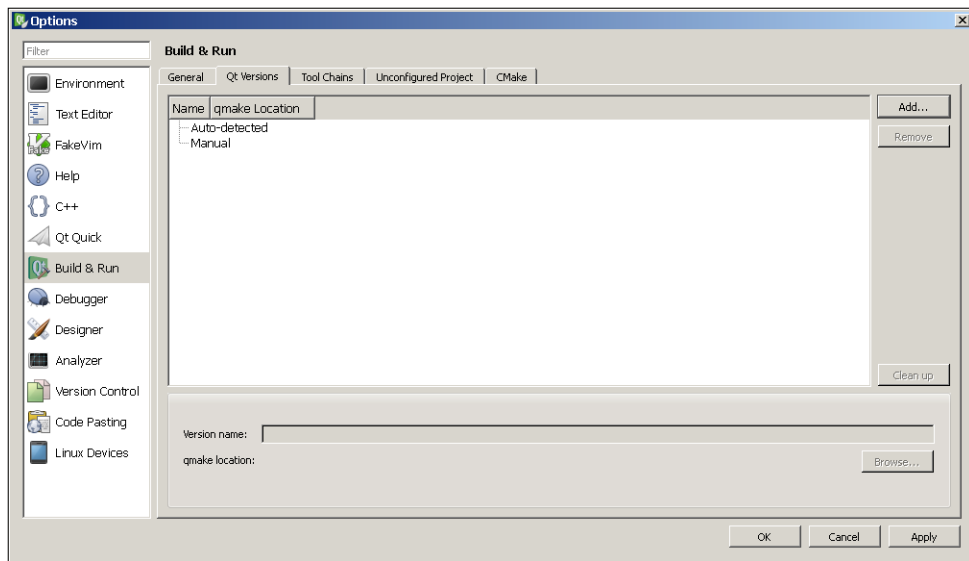 Options
Filter
Environment
Text Editor
FakeVim
Help
C++
Qt Quick
Build & Run
Debugger
Designer
Analyzer
Version Control
Code Pasting
Linux Devices
Build & Run
General Qt Versions Tool Chains Unconfigured Project CMake
Name qmake Location
Auto-detected
Manual
Add...
Remove
Clean up
Version name:
qmake location:
Browse...
OK Cancel Apply